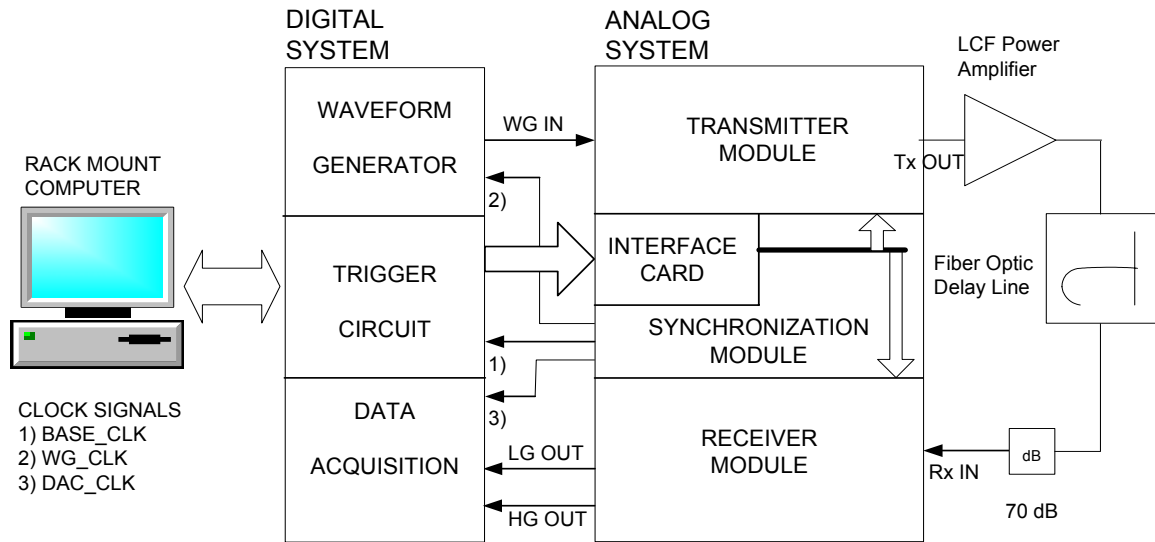 DIGITAL
SYSTEM
ANALOG
SYSTEM
LCF Power
Amplifier
WAVEFORM
GENERATOR
WG IN
2)
TRANSMITTER
MODULE
Tx OUT
RACK MOUNT
COMPUTER
TRIGGER
CIRCUIT
1)
INTERFACE
CARD
SYNCHRONIZATION
MODULE
Fiber Optic
Delay Line
CLOCK SIGNALS
1) BASE_CLK
2) WG_CLK
3) DAC_CLK
DATA
ACQUISITION
3)
LG OUT
HG OUT
RECEIVER
MODULE
Rx IN
dB
70 dB